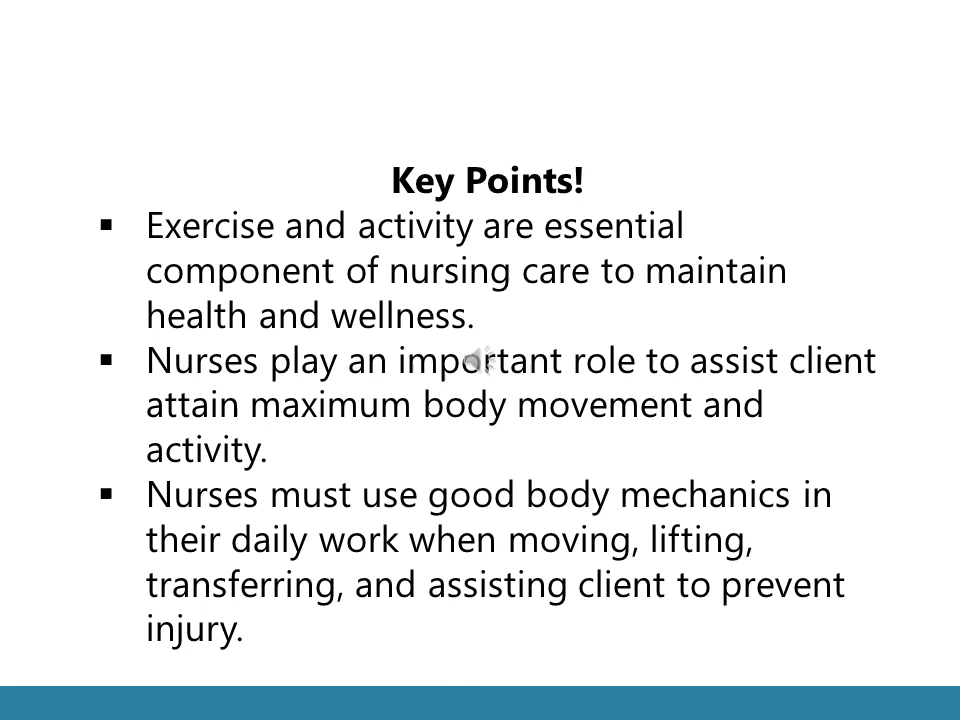 Key Points!
▪ Exercise and activity are essential
component of nursing care to maintain
health and wellness.
▪ Nurses play an important role to assist client
attain maximum body movement and
activity.
▪ Nurses must use good body mechanics in
their daily work when moving, lifting,
transferring, and assisting client to prevent
injury.